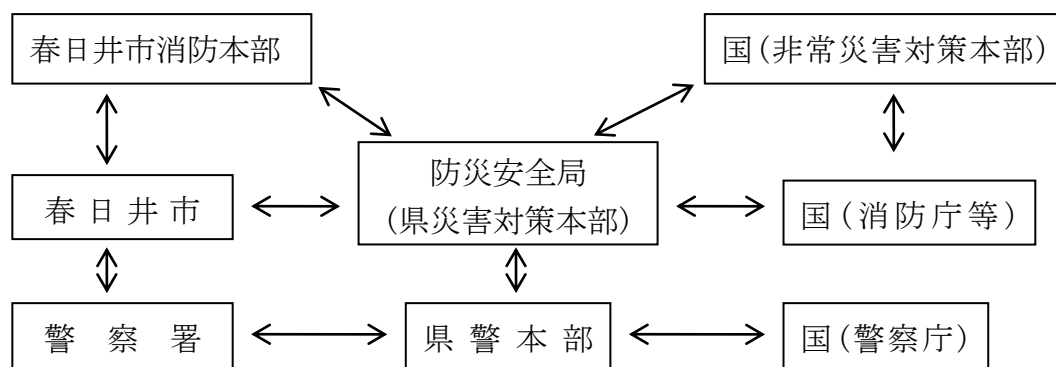 春日井市消防本部
国(非常災害対策本部)
防災安全局
(県災害対策本部)
春日井市
国(消防庁等)
警察署
県警本部
国(警察庁)